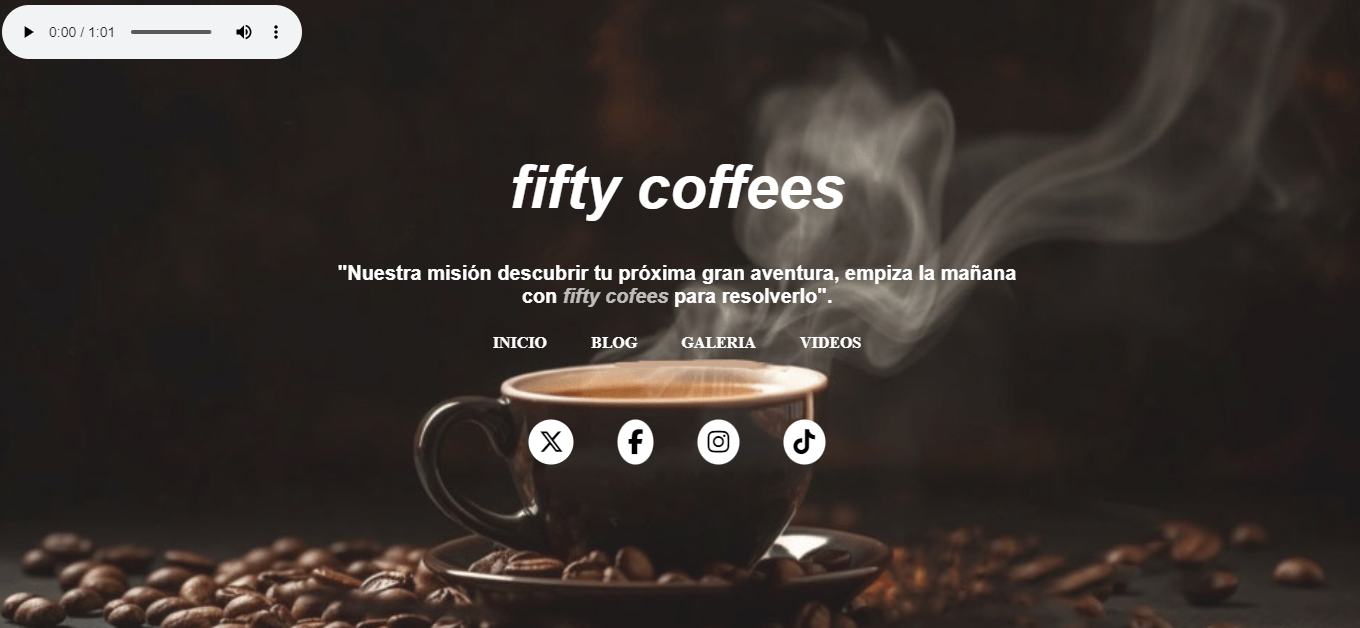 0:00 / 1:01
fifty coffees
"Nuestra misión descubrir tu próxima gran aventura, empiza la mañana
con fifty cofees para resolverlo".
INICIO BLOG GALERIA VIDEOS